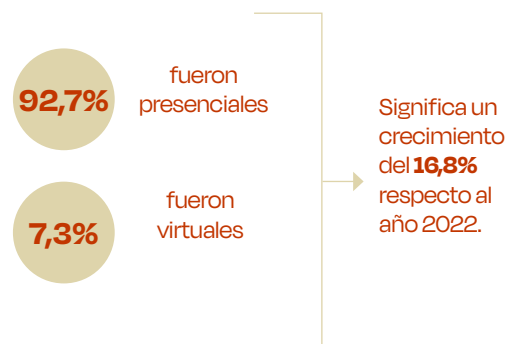 92,7%
fueron
presenciales
7,3%
fueron
virtuales
Significa un
crecimiento
del 16,8%
respecto al
año 2022.